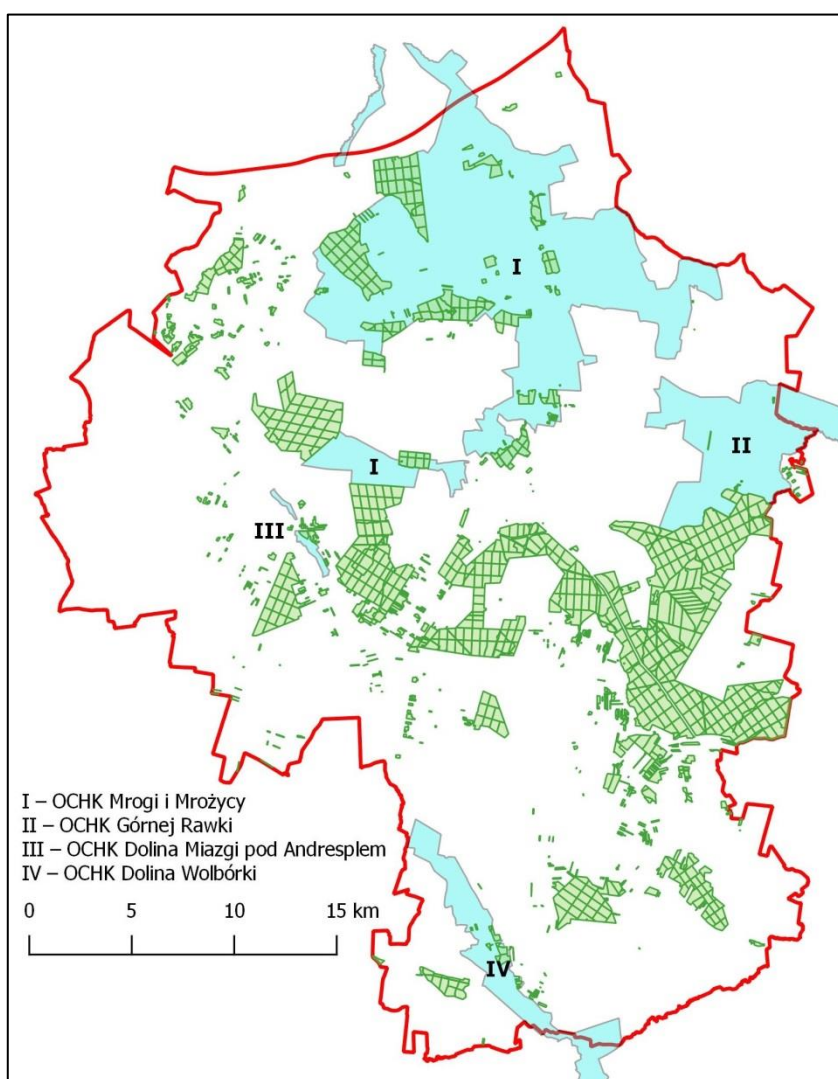 I
I
II
III
I – OCHK Mrogi i Mrożycy
II – OCHK Górnej Rawki
III – OCHK Dolina Miazgi pod Andresplem
IV – OCHK Dolina Wolbórki
0 5 10 15 km
IV